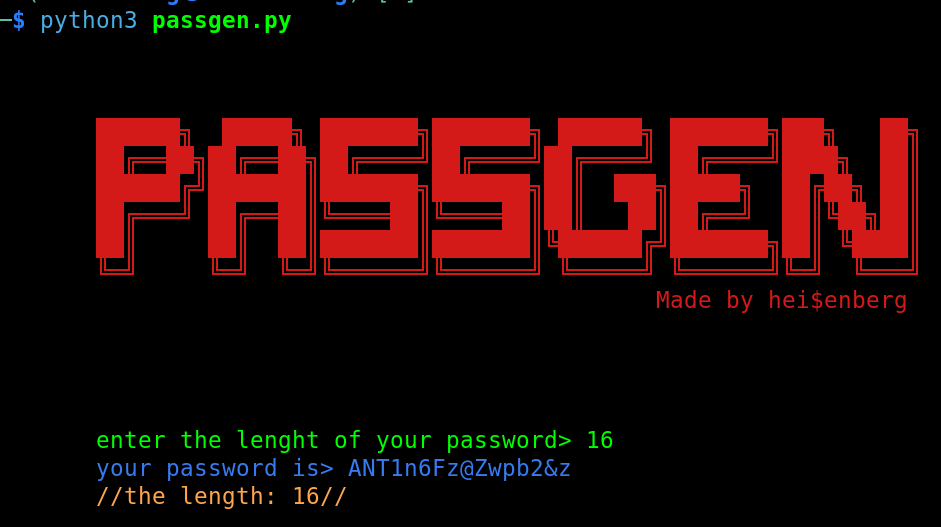 ─$ python3 passgen.py
PASSGEN
Made by hei$enberg
enter the lenght of your password> 16
your password is> ANT1n6Fz@Zwpb2&z
//the length: 16//